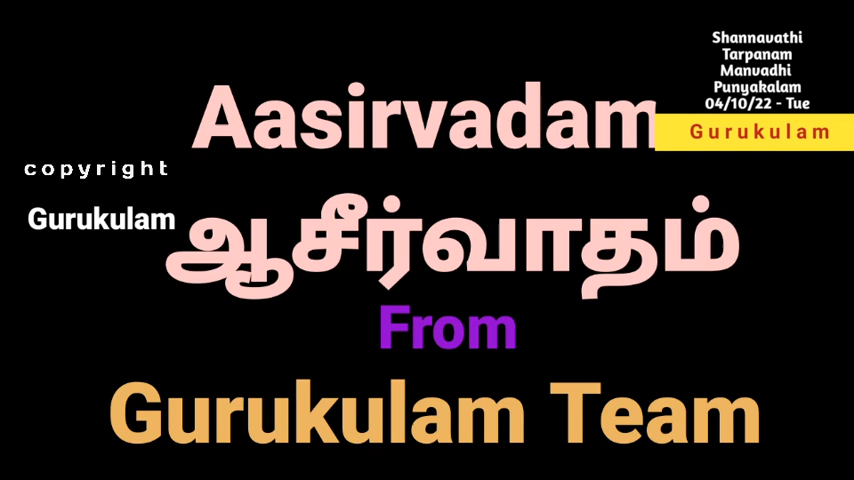 Shannavathi
Tarpanam
Manvadhi
Punyakalam
04/10/22 - Tue
Gurukulam
Aasirvadam
copyright
Gurukulam
ஆசீர்வாதம்
From
Gurukulam Team